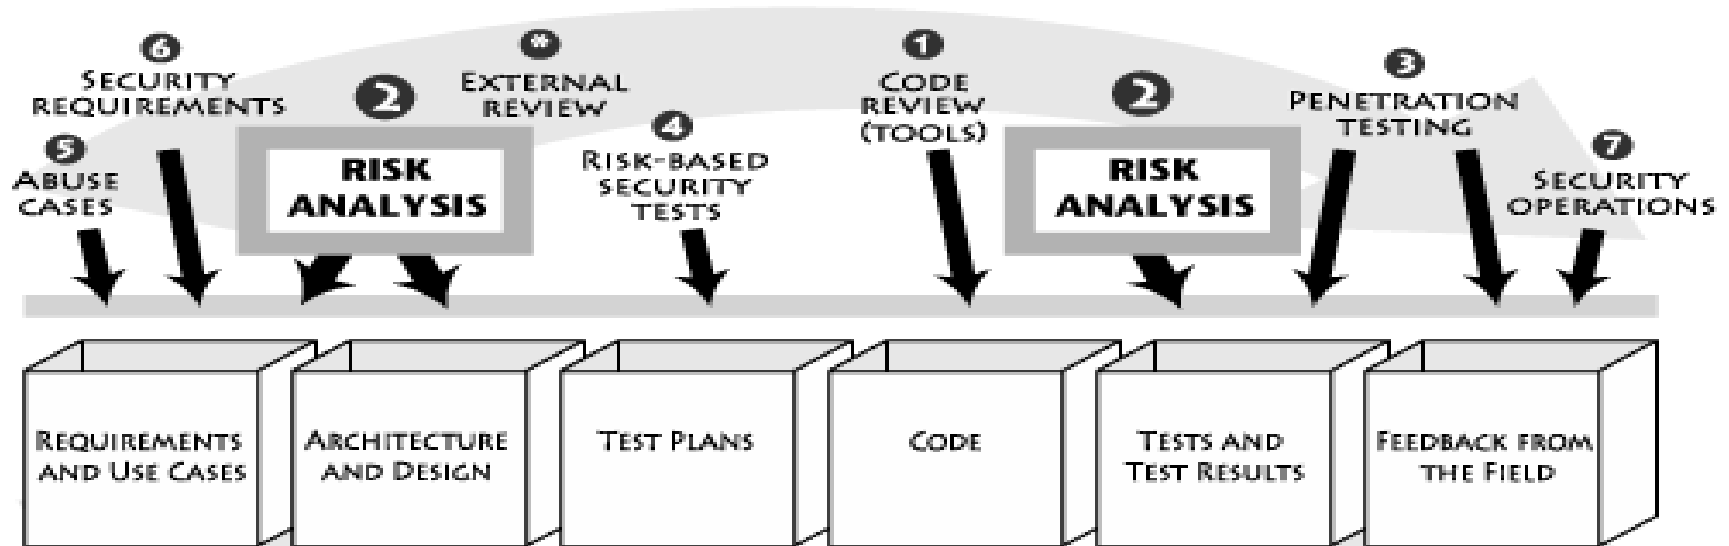 6
SECURITY
REQUIREMENTS
5
ABUSE
CASES
2
RISK
ANALYSIS
*
EXTERNAL
REVIEW
4
RISK-BASED
SECURITY
TESTS
1
CODE
REVIEW
(TOOLS)
2
RISK
ANALYSIS
3
PENETRATION
TESTING
7
SECURITY
OPERATIONS
REQUIREMENTS
AND USE CASES
ARCHITECTURE
AND DESIGN
TEST PLANS
CODE
TESTS AND
TEST RESULTS
FEEDBACK FROM
THE FIELD